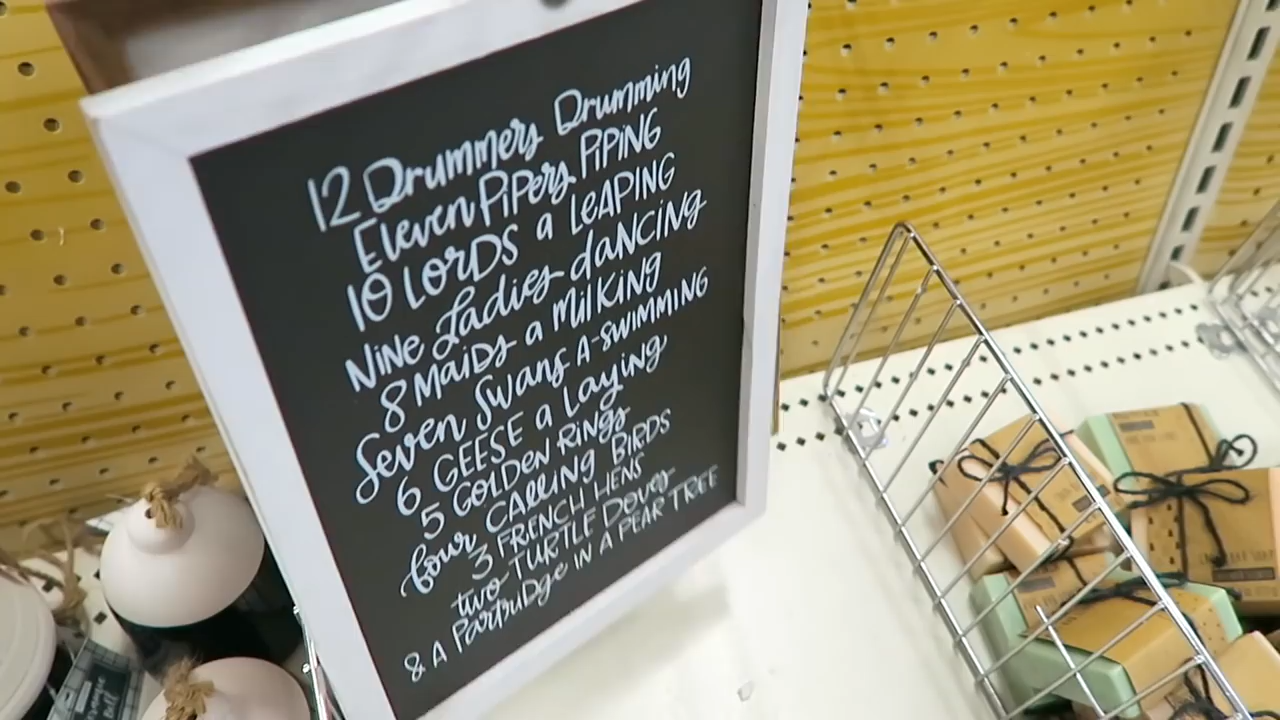 12 Drummers Drumming
Eleven PiPers PiPING
10 LORDS a LEAPING
NiNe Ladies daNCiNg
8 MaiDs a MilKiNg
Seven Swans A-SWiMMiNG
6 GEESE a Laying
5 GOLDEN RiNgs
four CALLiNG BiRDS
3 FRENCH HENS
two TURTLE Doves
& A PartriDge IN A PEAR TREE